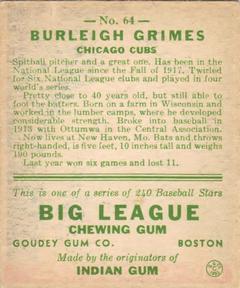 No. 64—
BURLEIGH GRIMES
CHICAGO CUBS
Spitball pitcher and a great one. Has been in the
National League since the Fall of 1917. Twirled
for Six National League clubs and played in four
world's series.
Pretty close to 40 years old, but still able to
foot the batters. Born on a farm in Wisconsin and
worked in the lumber camps, where he developed
considerable strength. Broke into baseball in
1913 with Ottumwa in the Central Association.
Now lives at New Haven, Mo. Bats and throws
right-handed, is five feet, 10 inches tall and weighs
190 pounds.
Last year won six games and lost 11.
This is one of a series of 240 Baseball Stars
BIG LEAGUE
CHEWING GUM
GOUDEY GUM CO. BOSTON
Made by the originators of
INDIAN GUM